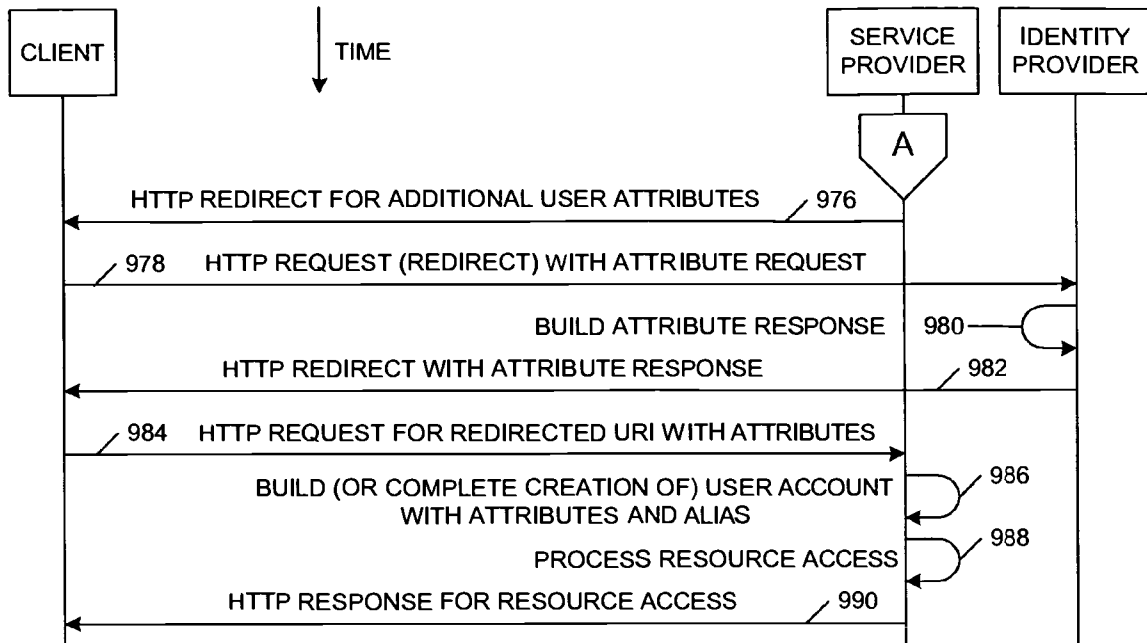 CLIENT
TIME
SERVICE
PROVIDER
IDENTITY
PROVIDER
A
HTTP REDIRECT FOR ADDITIONAL USER ATTRIBUTES
976
978
HTTP REQUEST (REDIRECT) WITH ATTRIBUTE REQUEST
BUILD ATTRIBUTE RESPONSE
980
HTTP REDIRECT WITH ATTRIBUTE RESPONSE
982
984
HTTP REQUEST FOR REDIRECTED URI WITH ATTRIBUTES
BUILD (OR COMPLETE CREATION OF) USER ACCOUNT
WITH ATTRIBUTES AND ALIAS
986
PROCESS RESOURCE ACCESS
988
HTTP RESPONSE FOR RESOURCE ACCESS
990